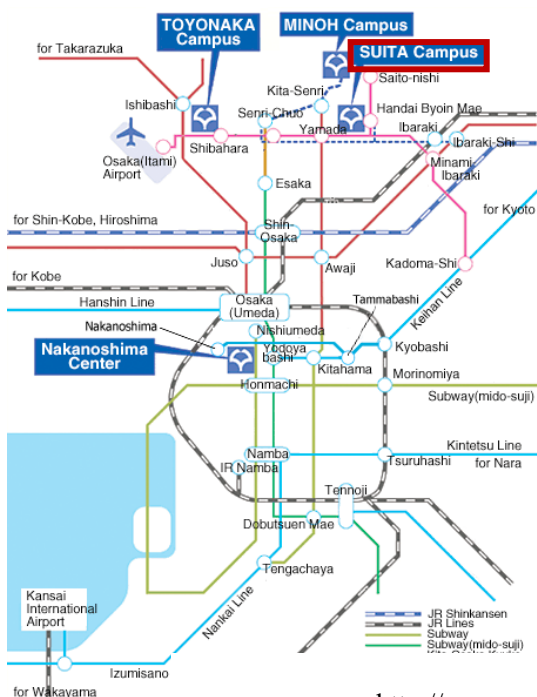 TOYONAKA
Campus
MINOH Campus
SUITA Campus
for Takarazuka
Kita-Senri
Saito-nishi
Ishibashi
Senri-Chuo
Handai Byoin Mae
Yamada
Ibaraki
Shibahara
Ibaraki-Shi
Osaka(Itami)
Airport
Minami
Ibaraki
Esaka
for Kyoto
for Shin-Kobe, Hiroshima
Shin-
Osaka
Juso
Awaji
Kadoma-Shi
for Kobe
Hanshin Line
Osaka
(Umeda)
Tammabashi
Keihan Line
Nakanoshima
Nishiumeda
Yodoya
bashi
Kyobashi
Nakanoshima
Center
Kitahama
Morinomiya
Honmachi
Subway(mido-suji)
Kintetsu Line
for Nara
Namba
Tsuruhashi
JR Namba
Tennoji
Dobutsuen Mae
Tengachaya
Kansai
International
Airport
Nankai Line
JR Shinkansen
JR Lines
Subway
Subway(mido-suji)
Izumisano
for Wakayama